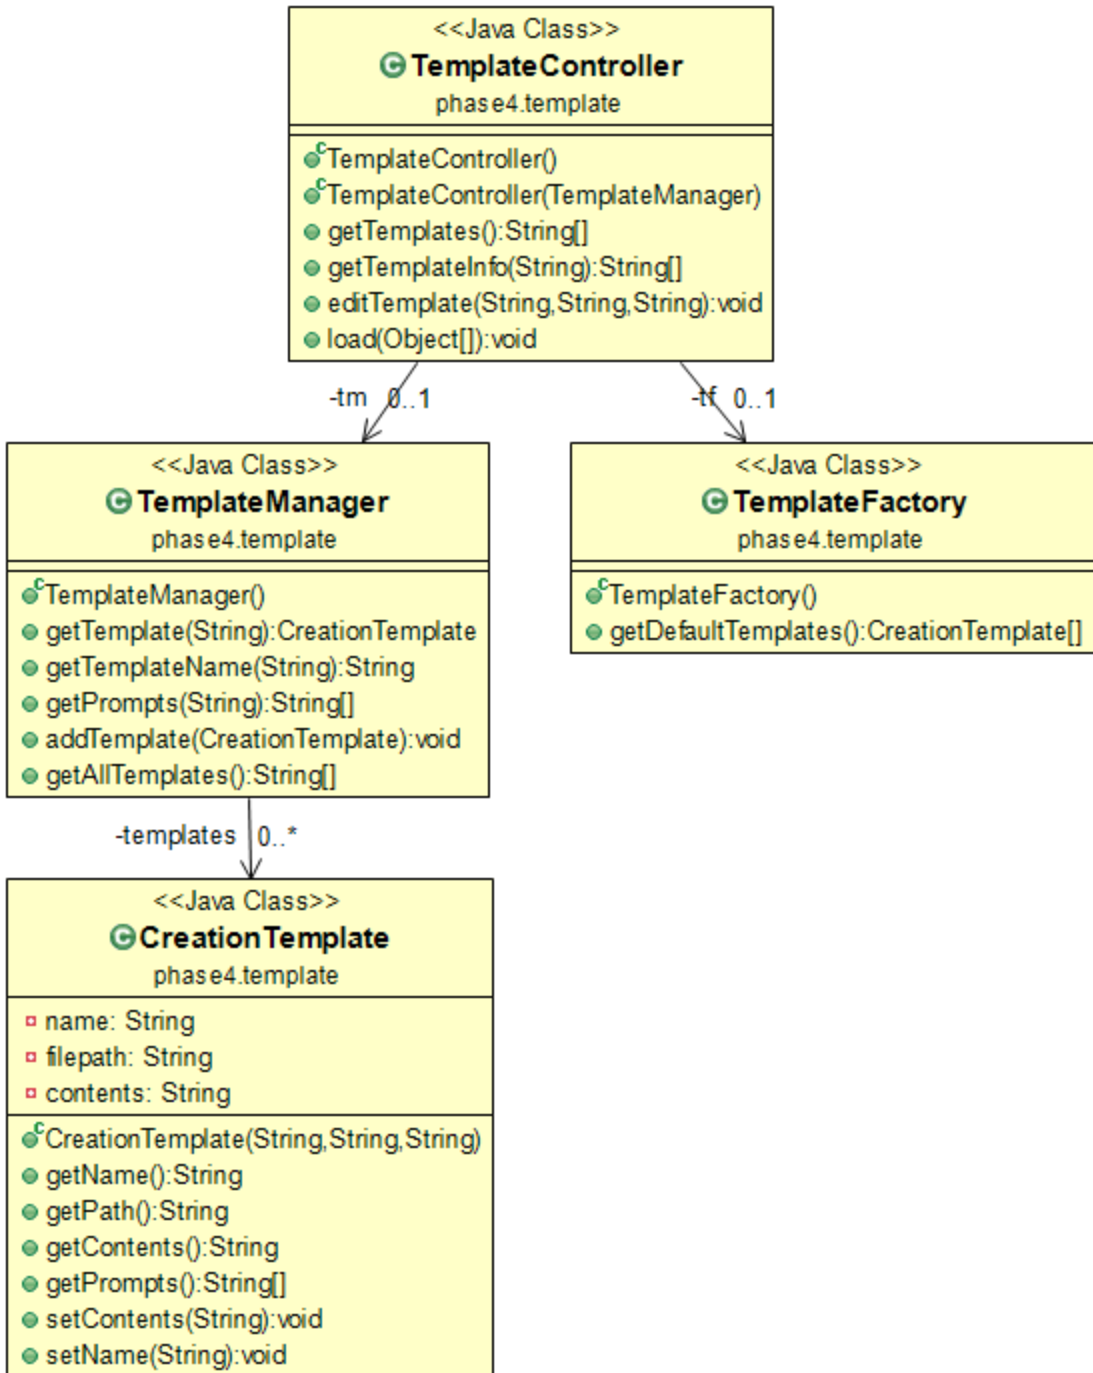 <<Java Class>>
TemplateController
phase4.template
TemplateController()
TemplateController(TemplateManager)
getTemplates():String[]
getTemplateInfo(String):String[]
editTemplate(String,String,String):void
load(Object[]):void
-tm 0..1
-tf 0..1
<<Java Class>>
TemplateManager
phase4.template
TemplateManager()
getTemplate(String):CreationTemplate
getTemplateName(String):String
getPrompts(String):String[]
addTemplate(CreationTemplate):void
getAllTemplates():String[]
<<Java Class>>
TemplateFactory
phase4.template
TemplateFactory()
getDefaultTemplates():CreationTemplate[]
-templates 0..*
<<Java Class>>
CreationTemplate
phase4.template
name: String
filepath: String
contents: String
CreationTemplate(String,String,String)
getName():String
getPath():String
getContents():String
getPrompts():String[]
setContents(String):void
setName(String):void